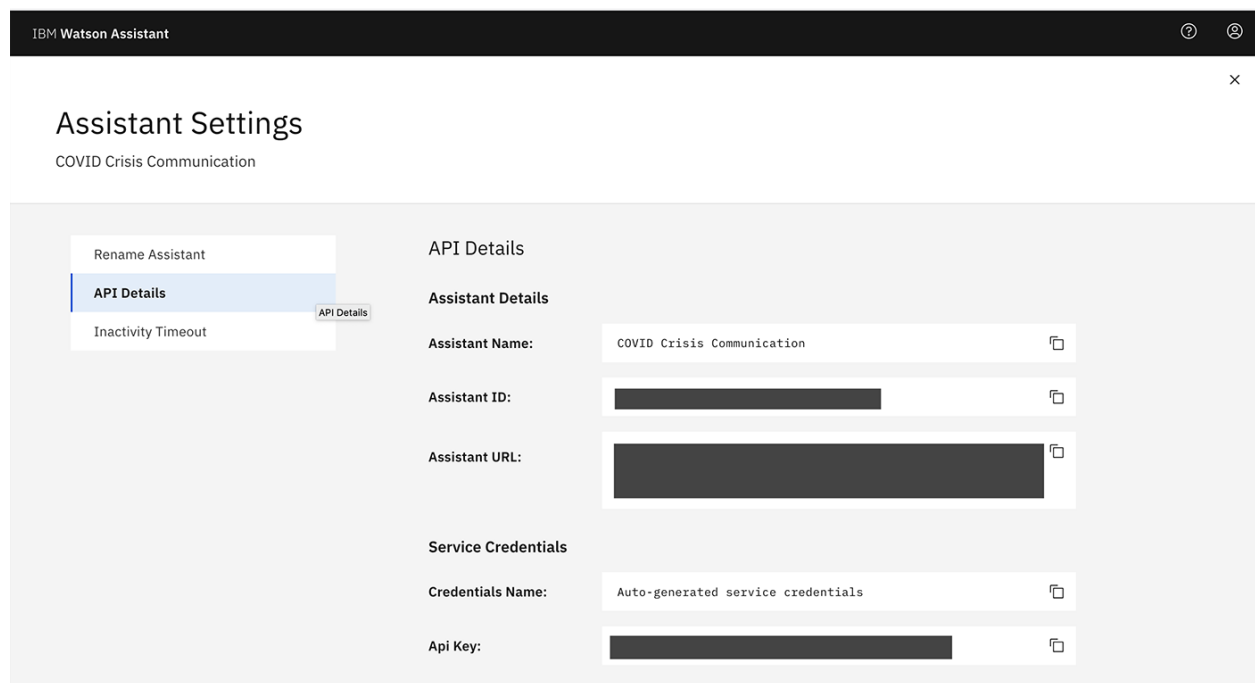 IBM Watson Assistant
Assistant Settings
COVID Crisis Communication
Rename Assistant
API Details
API Details
Inactivity Timeout
API Details
Assistant Details
Assistant Name: COVID Crisis Communication
Assistant ID:
Assistant URL:
Service Credentials
Credentials Name: Auto-generated service credentials
Api Key: